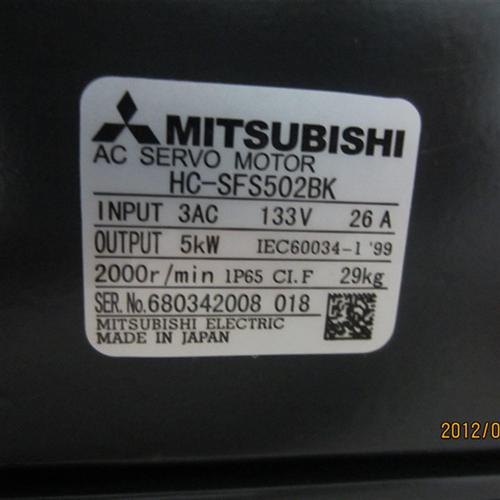 MITSUBISHI
AC SERVO MOTOR
HC-SFS502BK
INPUT 3AC 133V 26 A
OUTPUT 5kW IEC60034-1 '99
2000r/min IP65 CI.F 29kg
SER.No.680342008 018
MITSUBISHI ELECTRIC
MADE IN JAPAN
2012/0